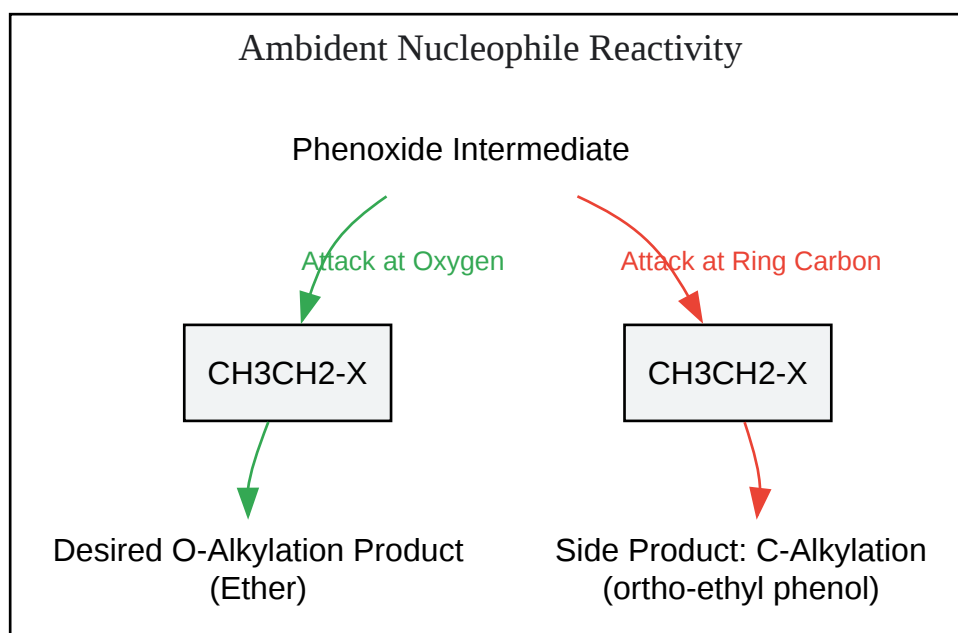 Ambident Nucleophile Reactivity
Phenoxide Intermediate
Attack at Oxygen
Attack at Ring Carbon
CH3CH2-X
CH3CH2-X
Desired O-Alkylation Product
(Ether)
Side Product: C-Alkylation
(ortho-ethyl phenol)